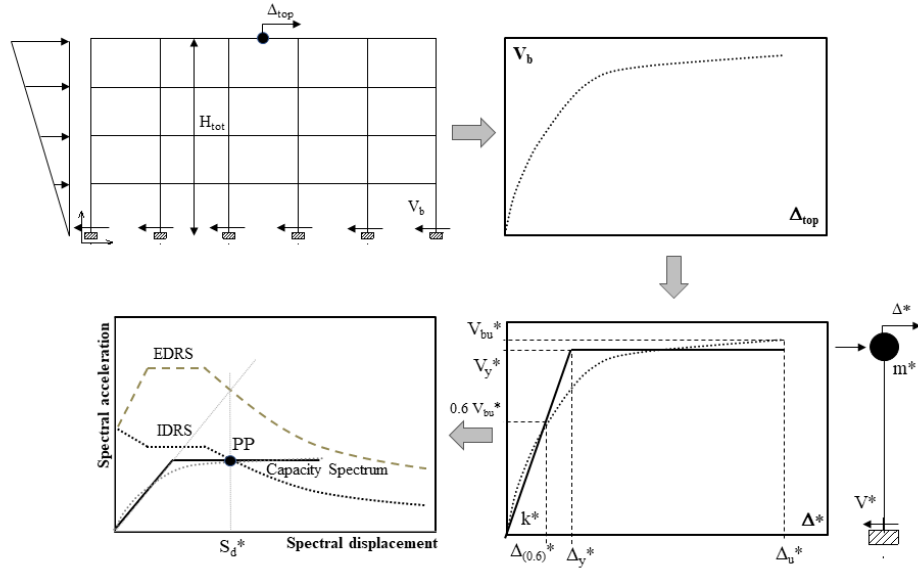 Δtop
Htot
Vb
Vb
Δtop
Spectral acceleration
EDRS
IDRS
PP
Capacity Spectrum
Sd*
Spectral displacement
Vbu*
Vy*
0.6 Vbu*
k*
Δ*
Δ(0.6)*
Δy*
Δu*
Δ*
m*
V*